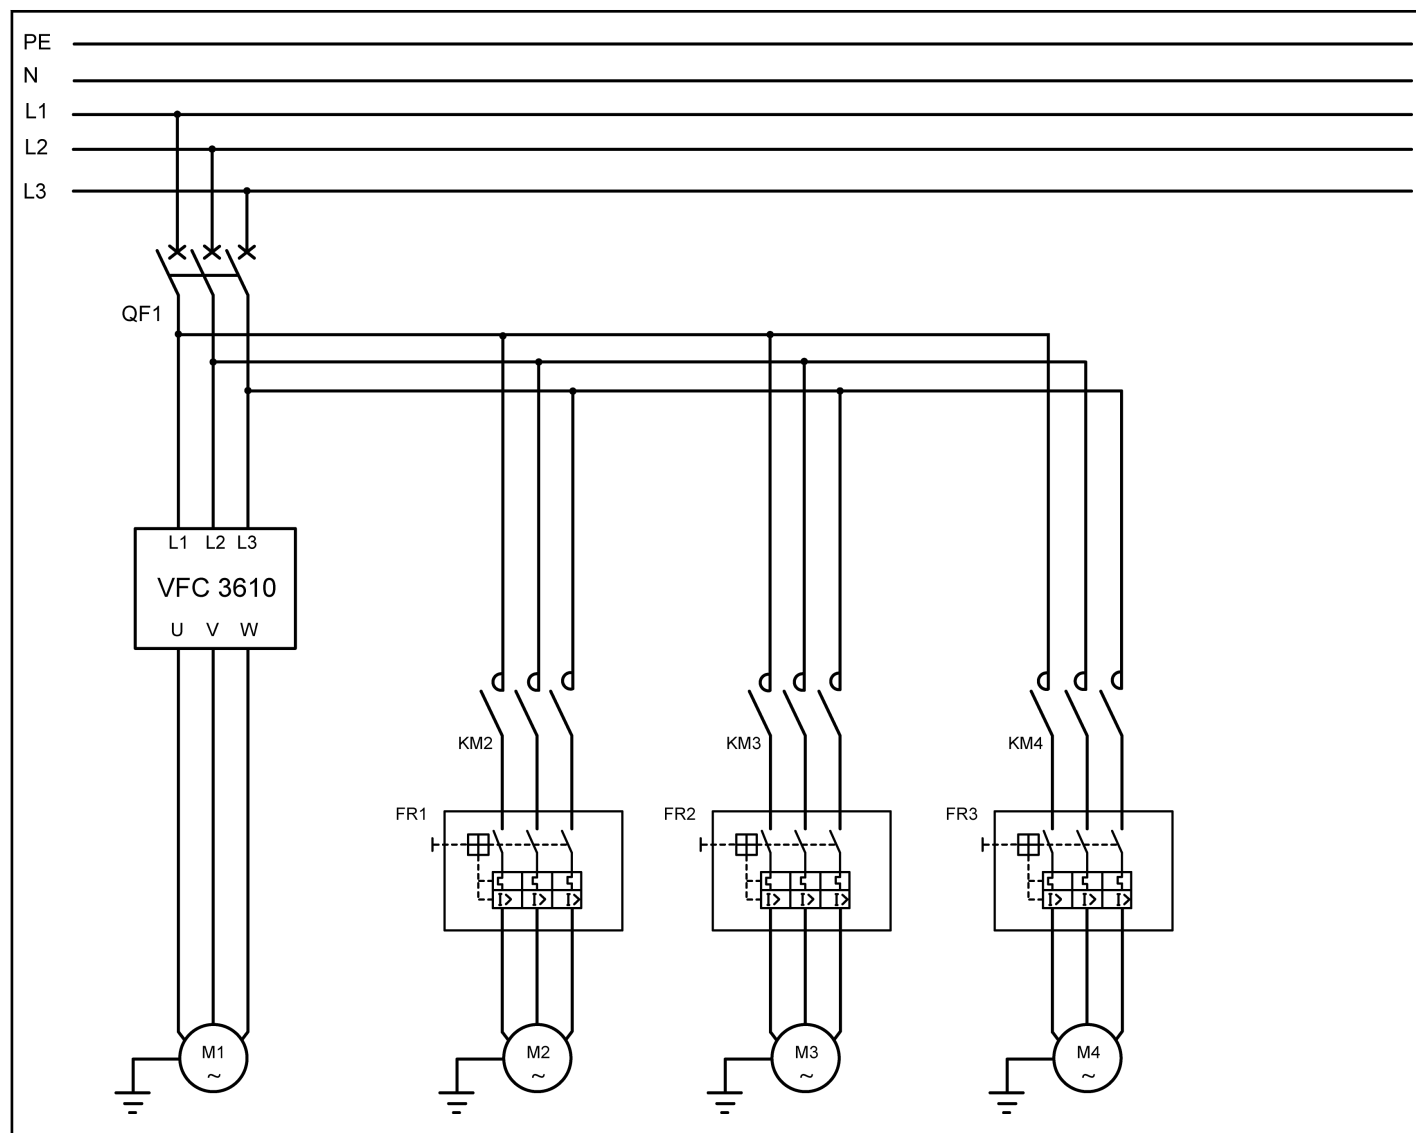 PE
N
L1
L2
L3
QF1
L1 L2 L3
VFC 3610
U V W
KM2 KM3 KM4
FR1 FR2 FR3
I> I> I> I> I> I> I> I> I>
M1 M2 M3 M4
~ ~ ~ ~